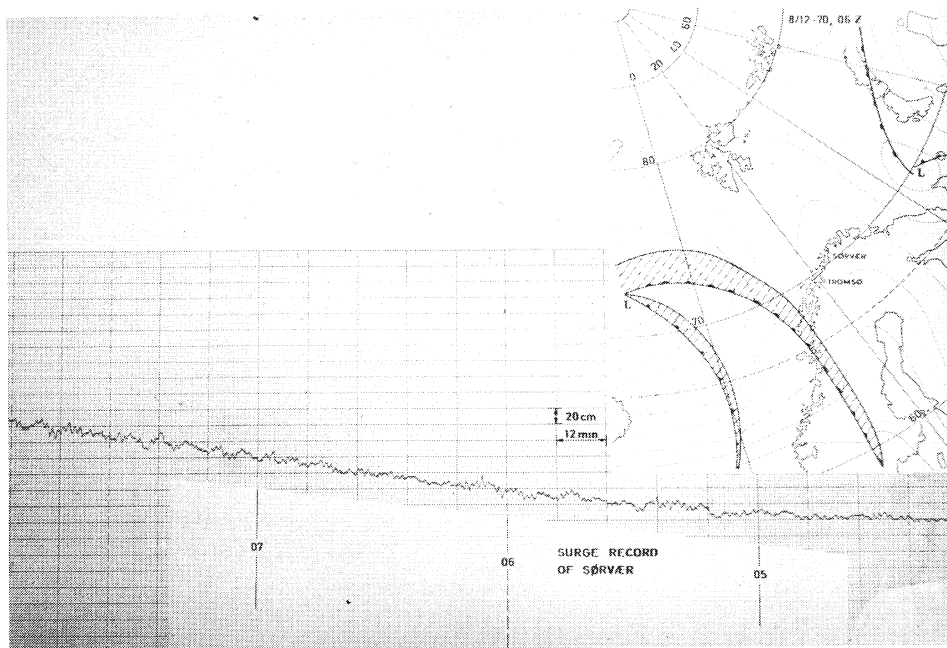 8/12-70, 06 Z
60
40
20
0
80
L
SØRVÆR
TROMSØ
L
70
60
20 cm
12 min
07
06
05
SURGE RECORD
OF SØRVÆR